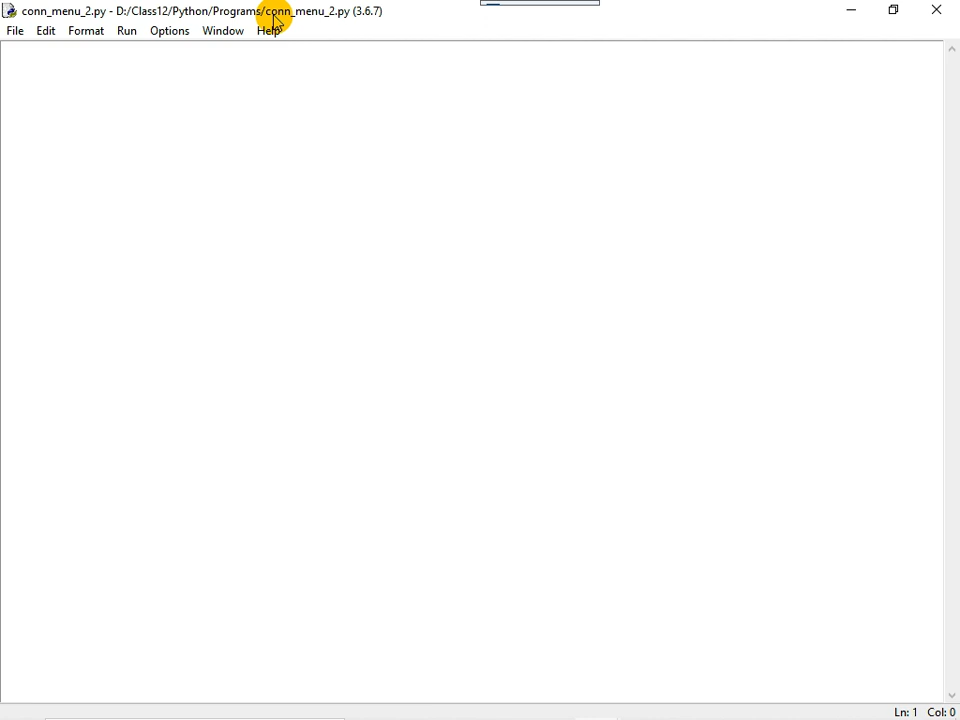 conn_menu_2.py - D:/Class12/Python/Programs/conn_menu_2.py (3.6.7)
File Edit Format Run Options Window Help
Ln: 1 Col: 0